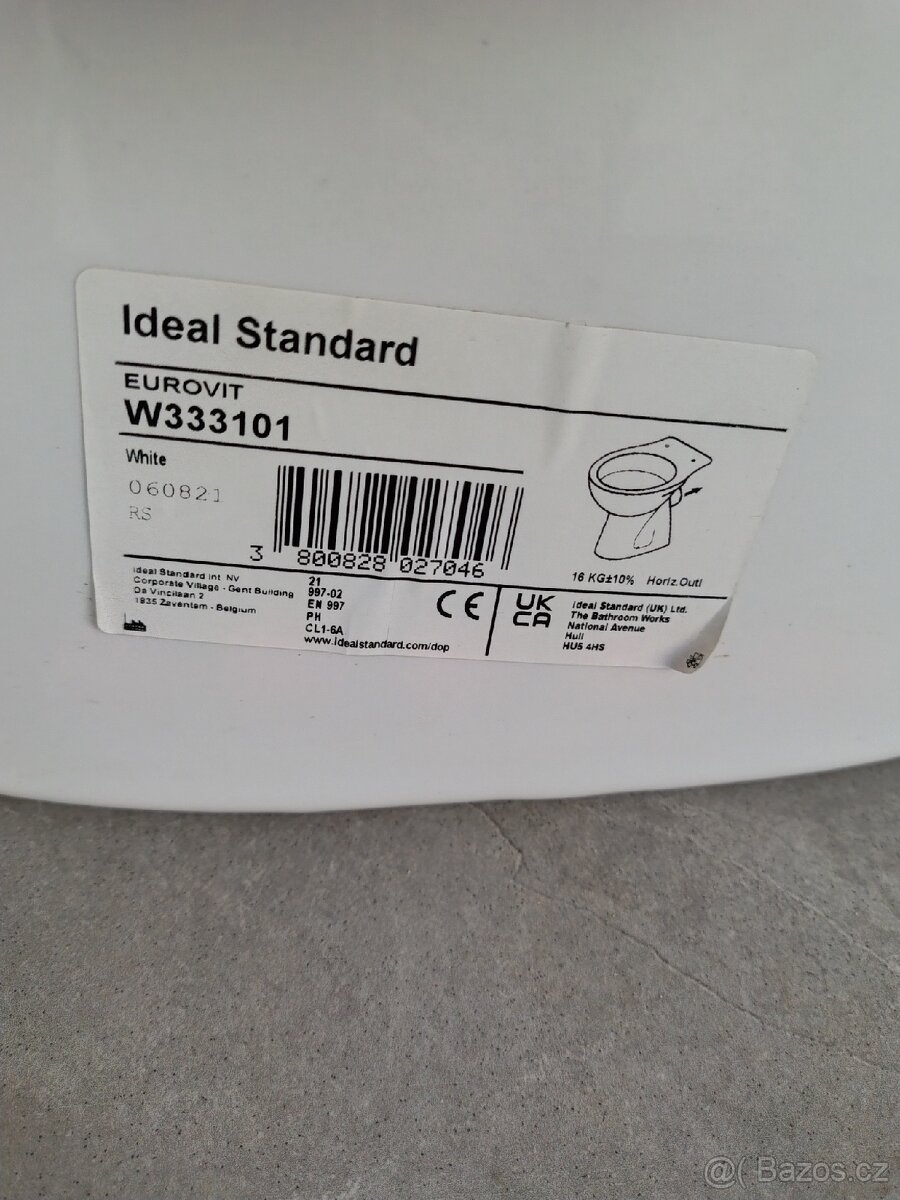 Ideal Standard
EUROVIT
W333101
White
060821
RS
3 800828 027046
16 KG±10% Horiz.Outl
Ideal Standard Int. NV
Corporate Village - Gent Building
Da Vincilaan 2
1935 Zaventem - Belgium
21
997-02
EN 997
PH
CL1-6A
www.idealstandard.com/dop
CE
UK
CA
Ideal Standard (UK) Ltd.
The Bathroom Works
National Avenue
Hull
HU5 4HS
@( Bazos.cz